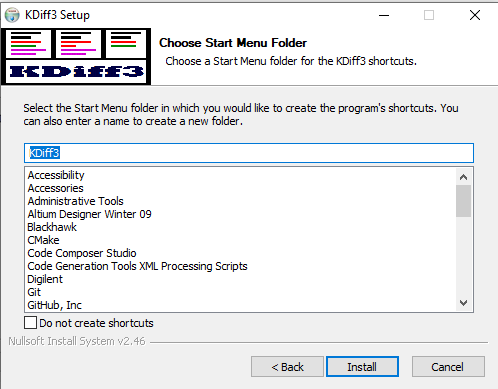 KDiff3 Setup
Choose Start Menu Folder
Choose a Start Menu folder for the KDiff3 shortcuts.
KDiff3
Select the Start Menu folder in which you would like to create the program's shortcuts. You
can also enter a name to create a new folder.
KDiff3
Accessibility
Accessories
Administrative Tools
Altium Designer Winter 09
Blackhawk
CMake
Code Composer Studio
Code Generation Tools XML Processing Scripts
Digilent
Git
GitHub, Inc
Do not create shortcuts
Nullsoft Install System v2.46
< Back
Install
Cancel